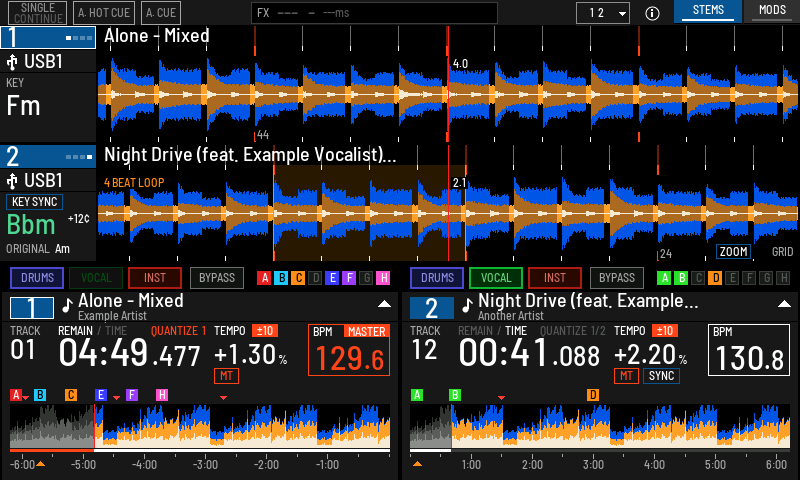 SINGLE CONTINUE A. HOT CUE A. CUE FX --- - ---ms 1 2 STEMS MODS
1 Alone - Mixed
USB1
KEY
Fm
4.0
44
2 Night Drive (feat. Example Vocalist)...
USB1
KEY SYNC
Bbm +12¢
ORIGINAL Am
4 BEAT LOOP
2.1
24
ZOOM GRID
DRUMS VOCAL INST BYPASS A B C D E F G H
DRUMS VOCAL INST BYPASS A B C D E F G H
1 Alone - Mixed
Example Artist
TRACK REMAIN / TIME QUANTIZE 1 TEMPO ±10 BPM MASTER
01 04:49.477 +1.30% 129.6
MT
A B C E F H
-6:00 -5:00 -4:00 -3:00 -2:00 -1:00
2 Night Drive (feat. Example...
Another Artist
TRACK REMAIN / TIME QUANTIZE 1/2 TEMPO ±10 BPM
12 00:41.088 +2.20% 130.8
MT SYNC
A B D
1:00 2:00 3:00 4:00 5:00 6:00